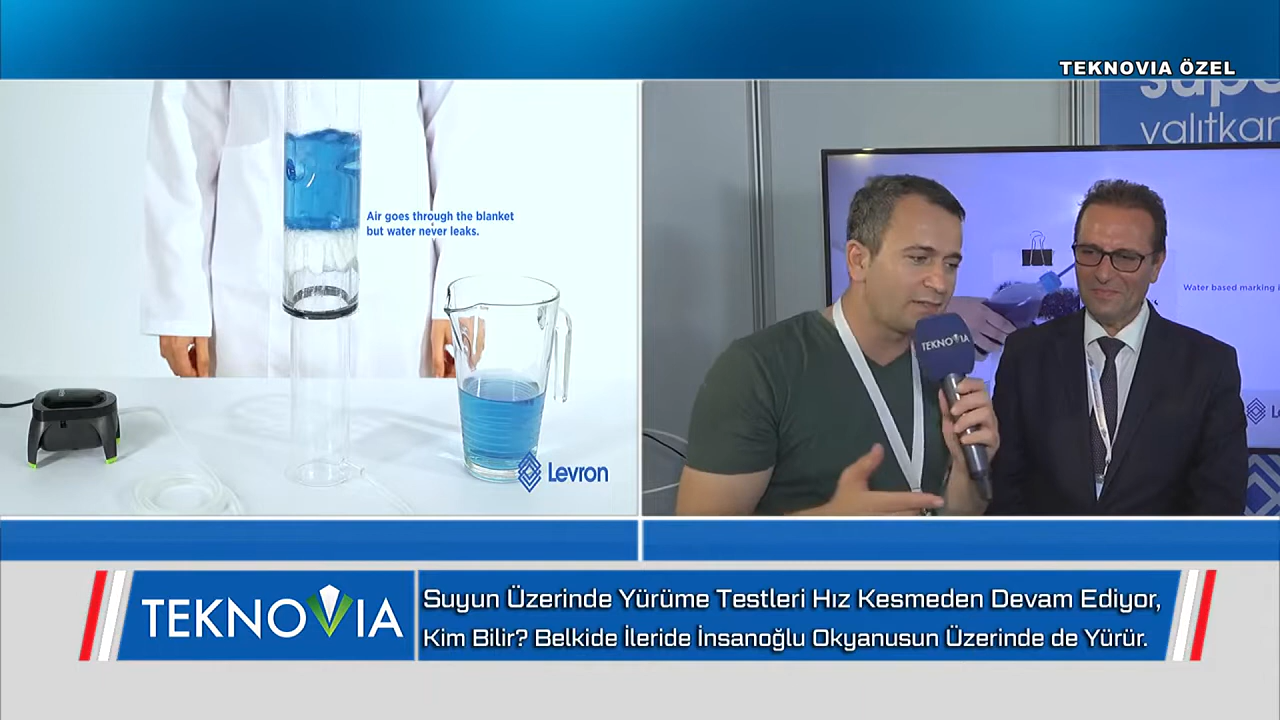 TEKNOVIA ÖZEL
Air goes through the blanket
but water never leaks.
Levron
yalıtkan
Water based marking i
TEKNOVIA
TEKNOVIA
Suyun Üzerinde Yürüme Testleri Hız Kesmeden Devam Ediyor,
Kim Bilir? Belkide İleride İnsanoğlu Okyanusun Üzerinde de Yürür.